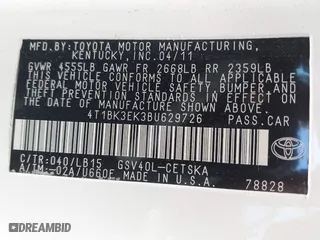 MFD.BY:TOYOTA MOTOR MANUFACTURING,
KENTUCKY,INC.04/11
GVWR 4555LB GAWR FR 2668LB RR 2359LB
THIS VEHICLE CONFORMS TO ALL APPLICABLE
FEDERAL MOTOR VEHICLE SAFETY, BUMPER, AND
THEFT PREVENTION STANDARDS IN EFFECT ON
THE DATE OF MANUFACTURE SHOWN ABOVE.
4T1BK3EK3BU629726 PASS.CAR
C/TR:040/LB15 GSV40L-CETSKA
A/TM:-02A/U660E MADE IN U.S.A.
TOYOTA
78828
DREAMBID